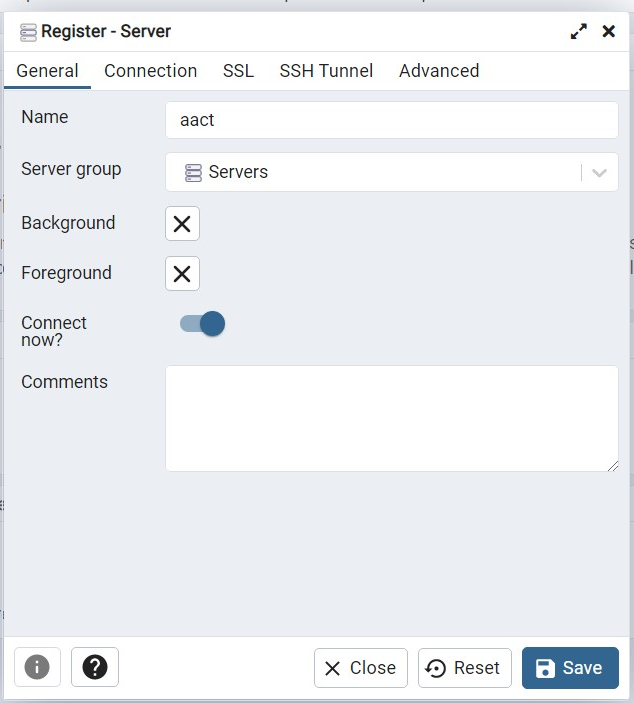 Register - Server
General Connection SSL SSH Tunnel Advanced
Name aact
Server group Servers
Background
Foreground
Connect
now?
Comments
Close Reset Save